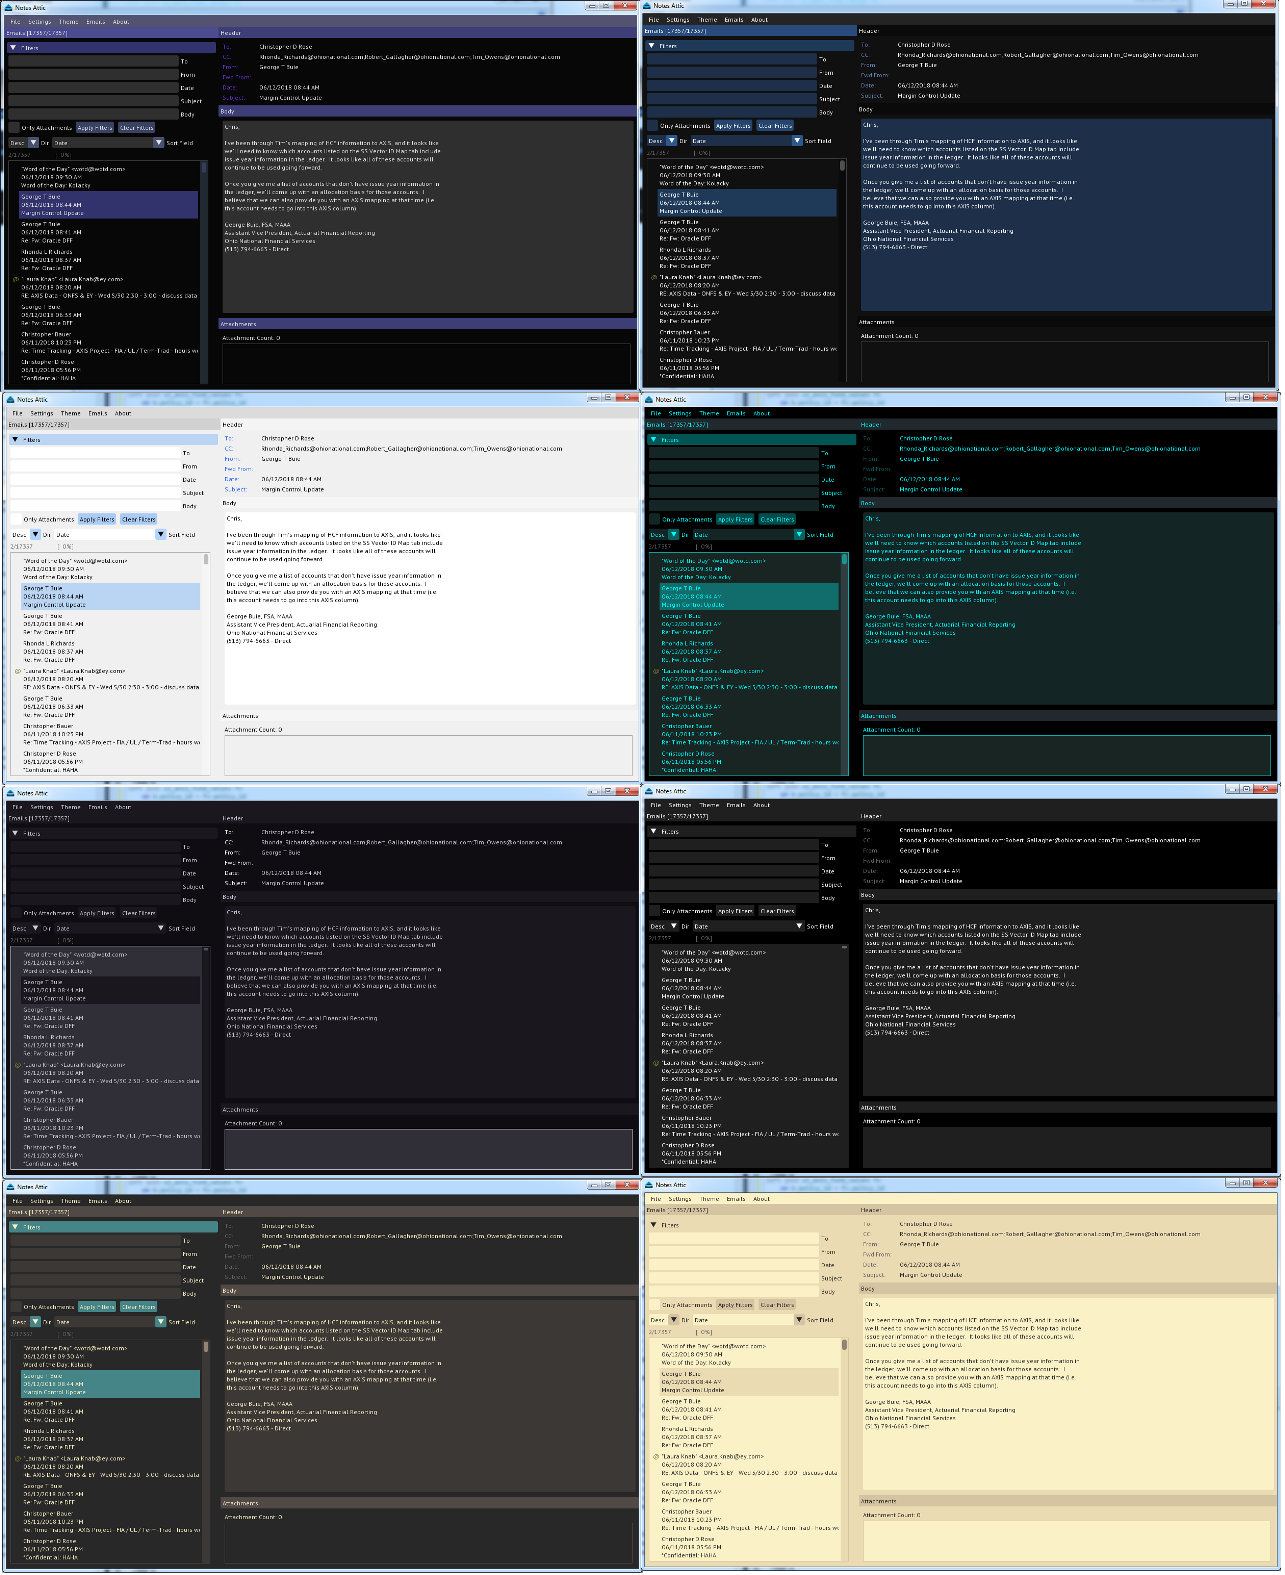 Notes Attic
File Settings Theme Emails About
Emails [17357/17357]
Filters
To
From
Date
Subject
Body
Only Attachments Apply Filters Clear Filters
Desc Dir Date Sort Field
2/17357 | 0%|
"Word of the Day" <wotd@wotd.com>
06/12/2018 09:30 AM
Word of the Day: Kolacky
George T Buie
06/12/2018 08:44 AM
Margin Control Update
George T Buie
06/12/2018 08:41 AM
Re: Fw: Oracle DFF
Rhonda L Richards
06/12/2018 08:37 AM
Re: Fw: Oracle DFF
@ "Laura Knab" <Laura.Knab@ey.com>
06/12/2018 08:20 AM
RE: AXIS Data - ONFS & EY - Wed 5/30 2:30 - 3:00 - discuss data
George T Buie
06/12/2018 06:33 AM
Re: Fw: Oracle DFF
Christopher Bauer
06/11/2018 10:23 PM
Re: Time Tracking - AXIS Project - FIA / UL / Term-Trad - hours w
Christopher D Rose
06/11/2018 05:56 PM
*Confidential: HAHA
Header
To: Christopher D Rose
CC: Rhonda_Richards@ohionational.com;Robert_Gallagher@ohionational.com;Tim_Owens@ohionational.com
From: George T Buie
Fwd From:
Date: 06/12/2018 08:44 AM
Subject: Margin Control Update
Body
Chris,
I've been through Tim's mapping of HCF information to AXIS, and it looks like
we'll need to know which accounts listed on the SS Vector ID Map tab include
issue year information in the ledger. It looks like all of these accounts will
continue to be used going forward.
Once you give me a list of accounts that don't have issue year information in
the ledger, we'll come up with an allocation basis for those accounts. I
believe that we can also provide you with an AXIS mapping at that time (i.e.
this account needs to go into this AXIS column).
George Buie, FSA, MAAA
Assistant Vice President, Actuarial Financial Reporting
Ohio National Financial Services
(513) 794-6663 - Direct
Attachments
Attachment Count: 0